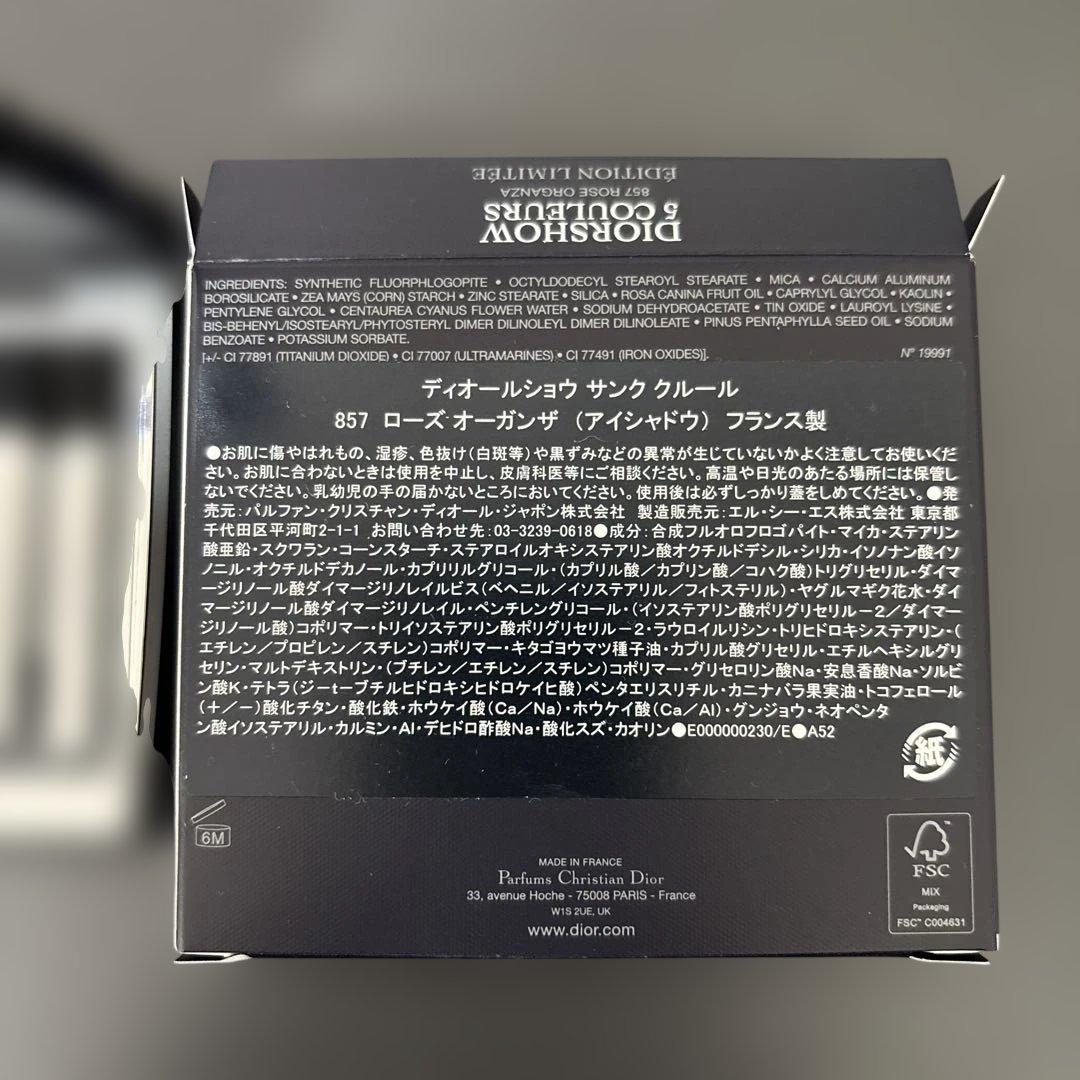 ÉDITION LIMITÉE
857 ROSE ORGANZA
5 COULEURS
DIORSHOW
INGREDIENTS: SYNTHETIC FLUORPHLOGOPITE • OCTYLDODECYL STEAROYL STEARATE • MICA • CALCIUM ALUMINUM
BOROSILICATE • ZEA MAYS (CORN) STARCH • ZINC STEARATE • SILICA • ROSA CANINA FRUIT OIL • CAPRYLYL GLYCOL • KAOLIN •
PENTYLENE GLYCOL • CENTAUREA CYANUS FLOWER WATER • SODIUM DEHYDROACETATE • TIN OXIDE • LAUROYL LYSINE •
BIS-BEHENYL/ISOSTEARYL/PHYTOSTERYL DIMER DILINOLEYL DIMER DILINOLEATE • PINUS PENTAPHYLLA SEED OIL • SODIUM
BENZOATE • POTASSIUM SORBATE.
[+/- CI 77891 (TITANIUM DIOXIDE) • CI 77007 (ULTRAMARINES) • CI 77491 (IRON OXIDES)]. N° 19991
ディオールショウ サンク クルール
857 ローズ オーガンザ （アイシャドウ） フランス製
●お肌に傷やはれもの、湿疹、色抜け(白斑等)や黒ずみなどの異常が生じていないかよく注意してお使いくだ
さい。お肌に合わないときは使用を中止し、皮膚科医等にご相談ください。高温や日光のあたる場所には保管し
ないでください。乳幼児の手の届かないところにおいてください。使用後は必ずしっかり蓋をしめてください。●発
売元:パルファン・クリスチャン・ディオール・ジャポン株式会社 製造販売元:エル・シー・エス株式会社 東京都
千代田区平河町2-1-1 お問い合わせ先:03-3239-0618●成分:合成フルオロフロゴパイト・マイカ・ステアリン
酸亜鉛・スクワラン・コーンスターチ・ステアロイルオキシステアリン酸オクチルドデシル・シリカ・イソノナン酸イソ
ノニル・オクチルドデカノール・カプリリルグリコール・(カプリル酸／カプリン酸／コハク酸)トリグリセリル・ダイマ
ージリノール酸ダイマージリノレイルビス(ベヘニル／イソステアリル／フィトステリル)・ヤグルマギク花水・ダイ
マージリノール酸ダイマージリノレイル・ペンチレングリコール・(イソステアリン酸ポリグリセリル－2／ダイマー
ジリノール酸)コポリマー・トリイソステアリン酸ポリグリセリル－2・ラウロイルリシン・トリヒドロキシステアリン・(
エチレン／プロピレン／スチレン)コポリマー・キタゴヨウマツ種子油・カプリル酸グリセリル・エチルヘキシルグリ
セリン・マルトデキストリン・(ブチレン／エチレン／スチレン)コポリマー・グリセロリン酸Na・安息香酸Na・ソルビ
ン酸K・テトラ(ジーt－ブチルヒドロキシヒドロケイヒ酸)ペンタエリスリチル・カニナバラ果実油・トコフェロール
(＋／－)酸化チタン・酸化鉄・ホウケイ酸(Ca／Na)・ホウケイ酸(Ca／Al)・グンジョウ・ネオペンタ
ン酸イソステアリル・カルミン・Al・デヒドロ酢酸Na・酸化スズ・カオリン●E000000230/E●A52
紙
6M
MADE IN FRANCE
Parfums Christian Dior
33, avenue Hoche - 75008 PARIS - France
W1S 2UE, UK
www.dior.com
FSC
MIX
Packaging
FSC™ C004631